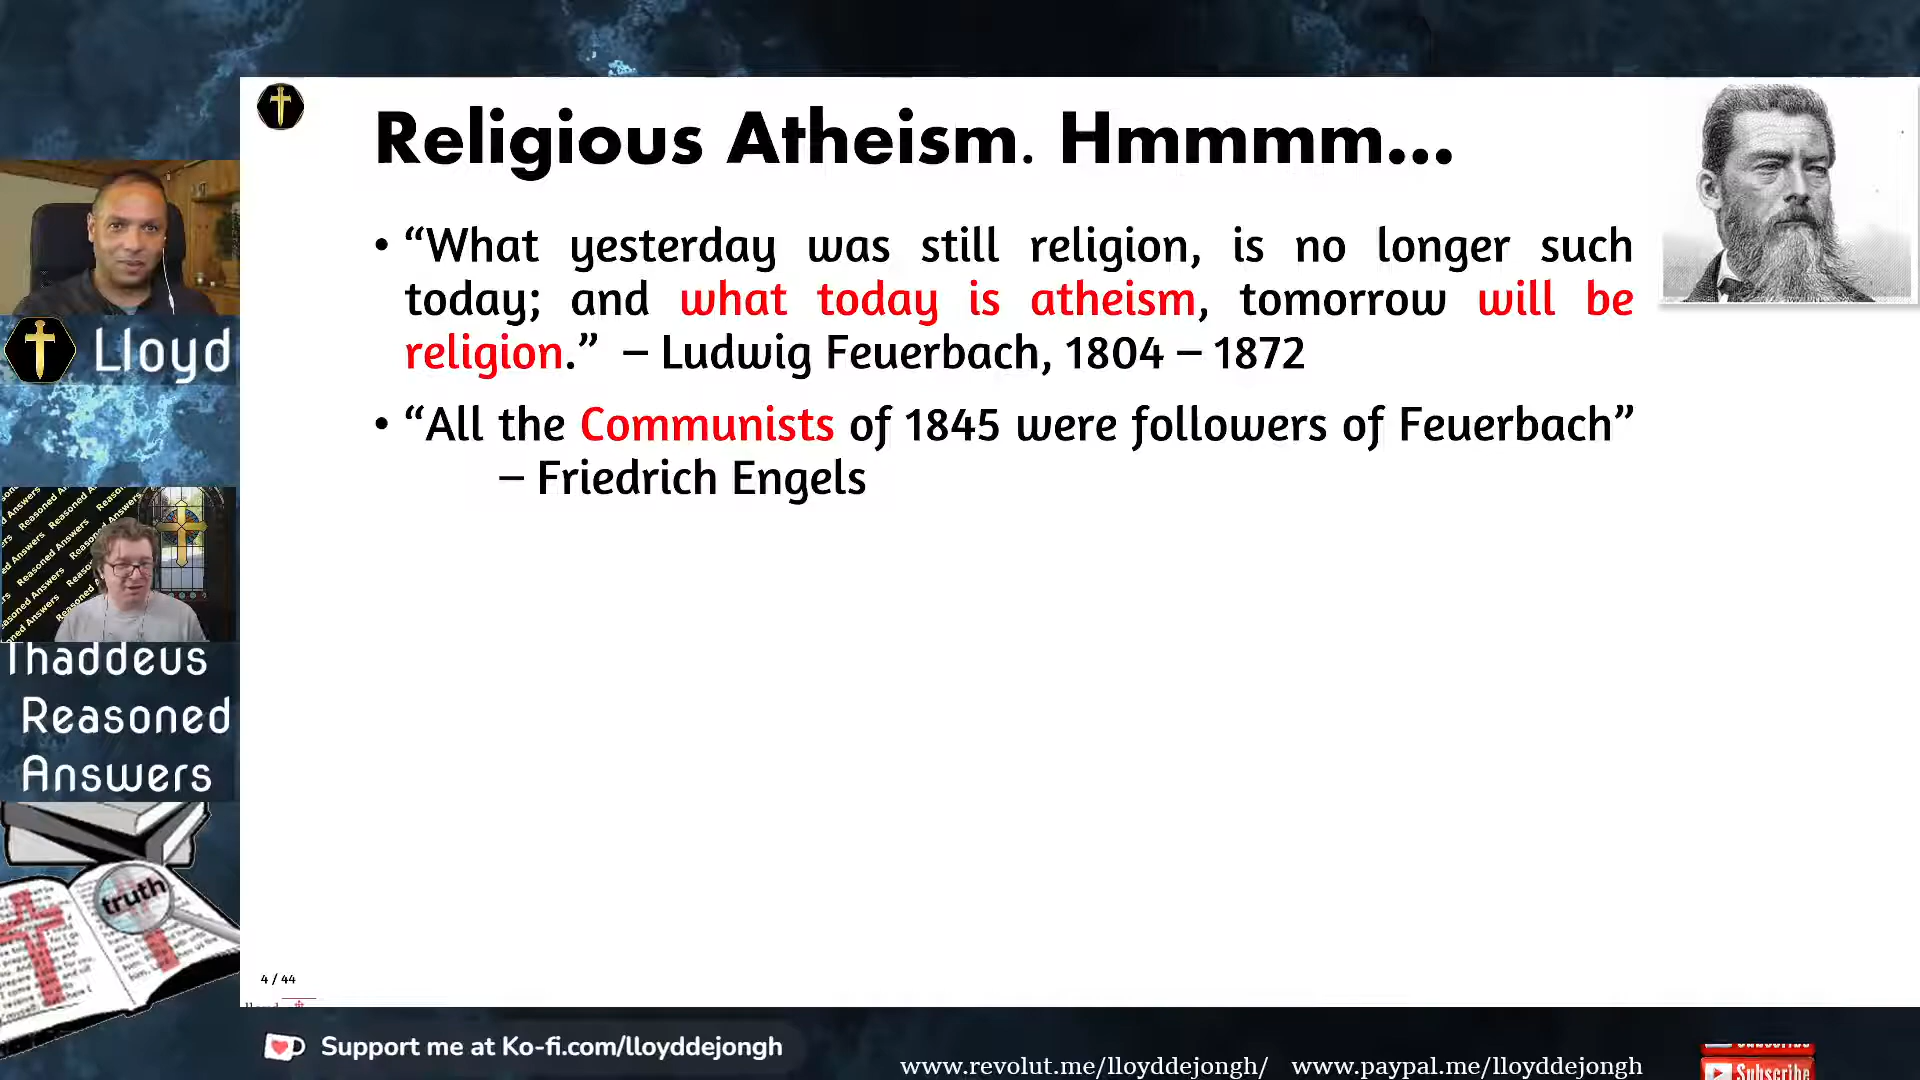 Religious Atheism. Hmmmm...
• “What yesterday was still religion, is no longer such
today; and what today is atheism, tomorrow will be
religion.” – Ludwig Feuerbach, 1804 – 1872
• “All the Communists of 1845 were followers of Feuerbach”
– Friedrich Engels
Lloyd
Reasoned Answers
Thaddeus
Reasoned
Answers
truth
4 / 44
Support me at Ko-fi.com/lloyddejongh
www.revolut.me/lloyddejongh/ www.paypal.me/lloyddejongh
Subscribe